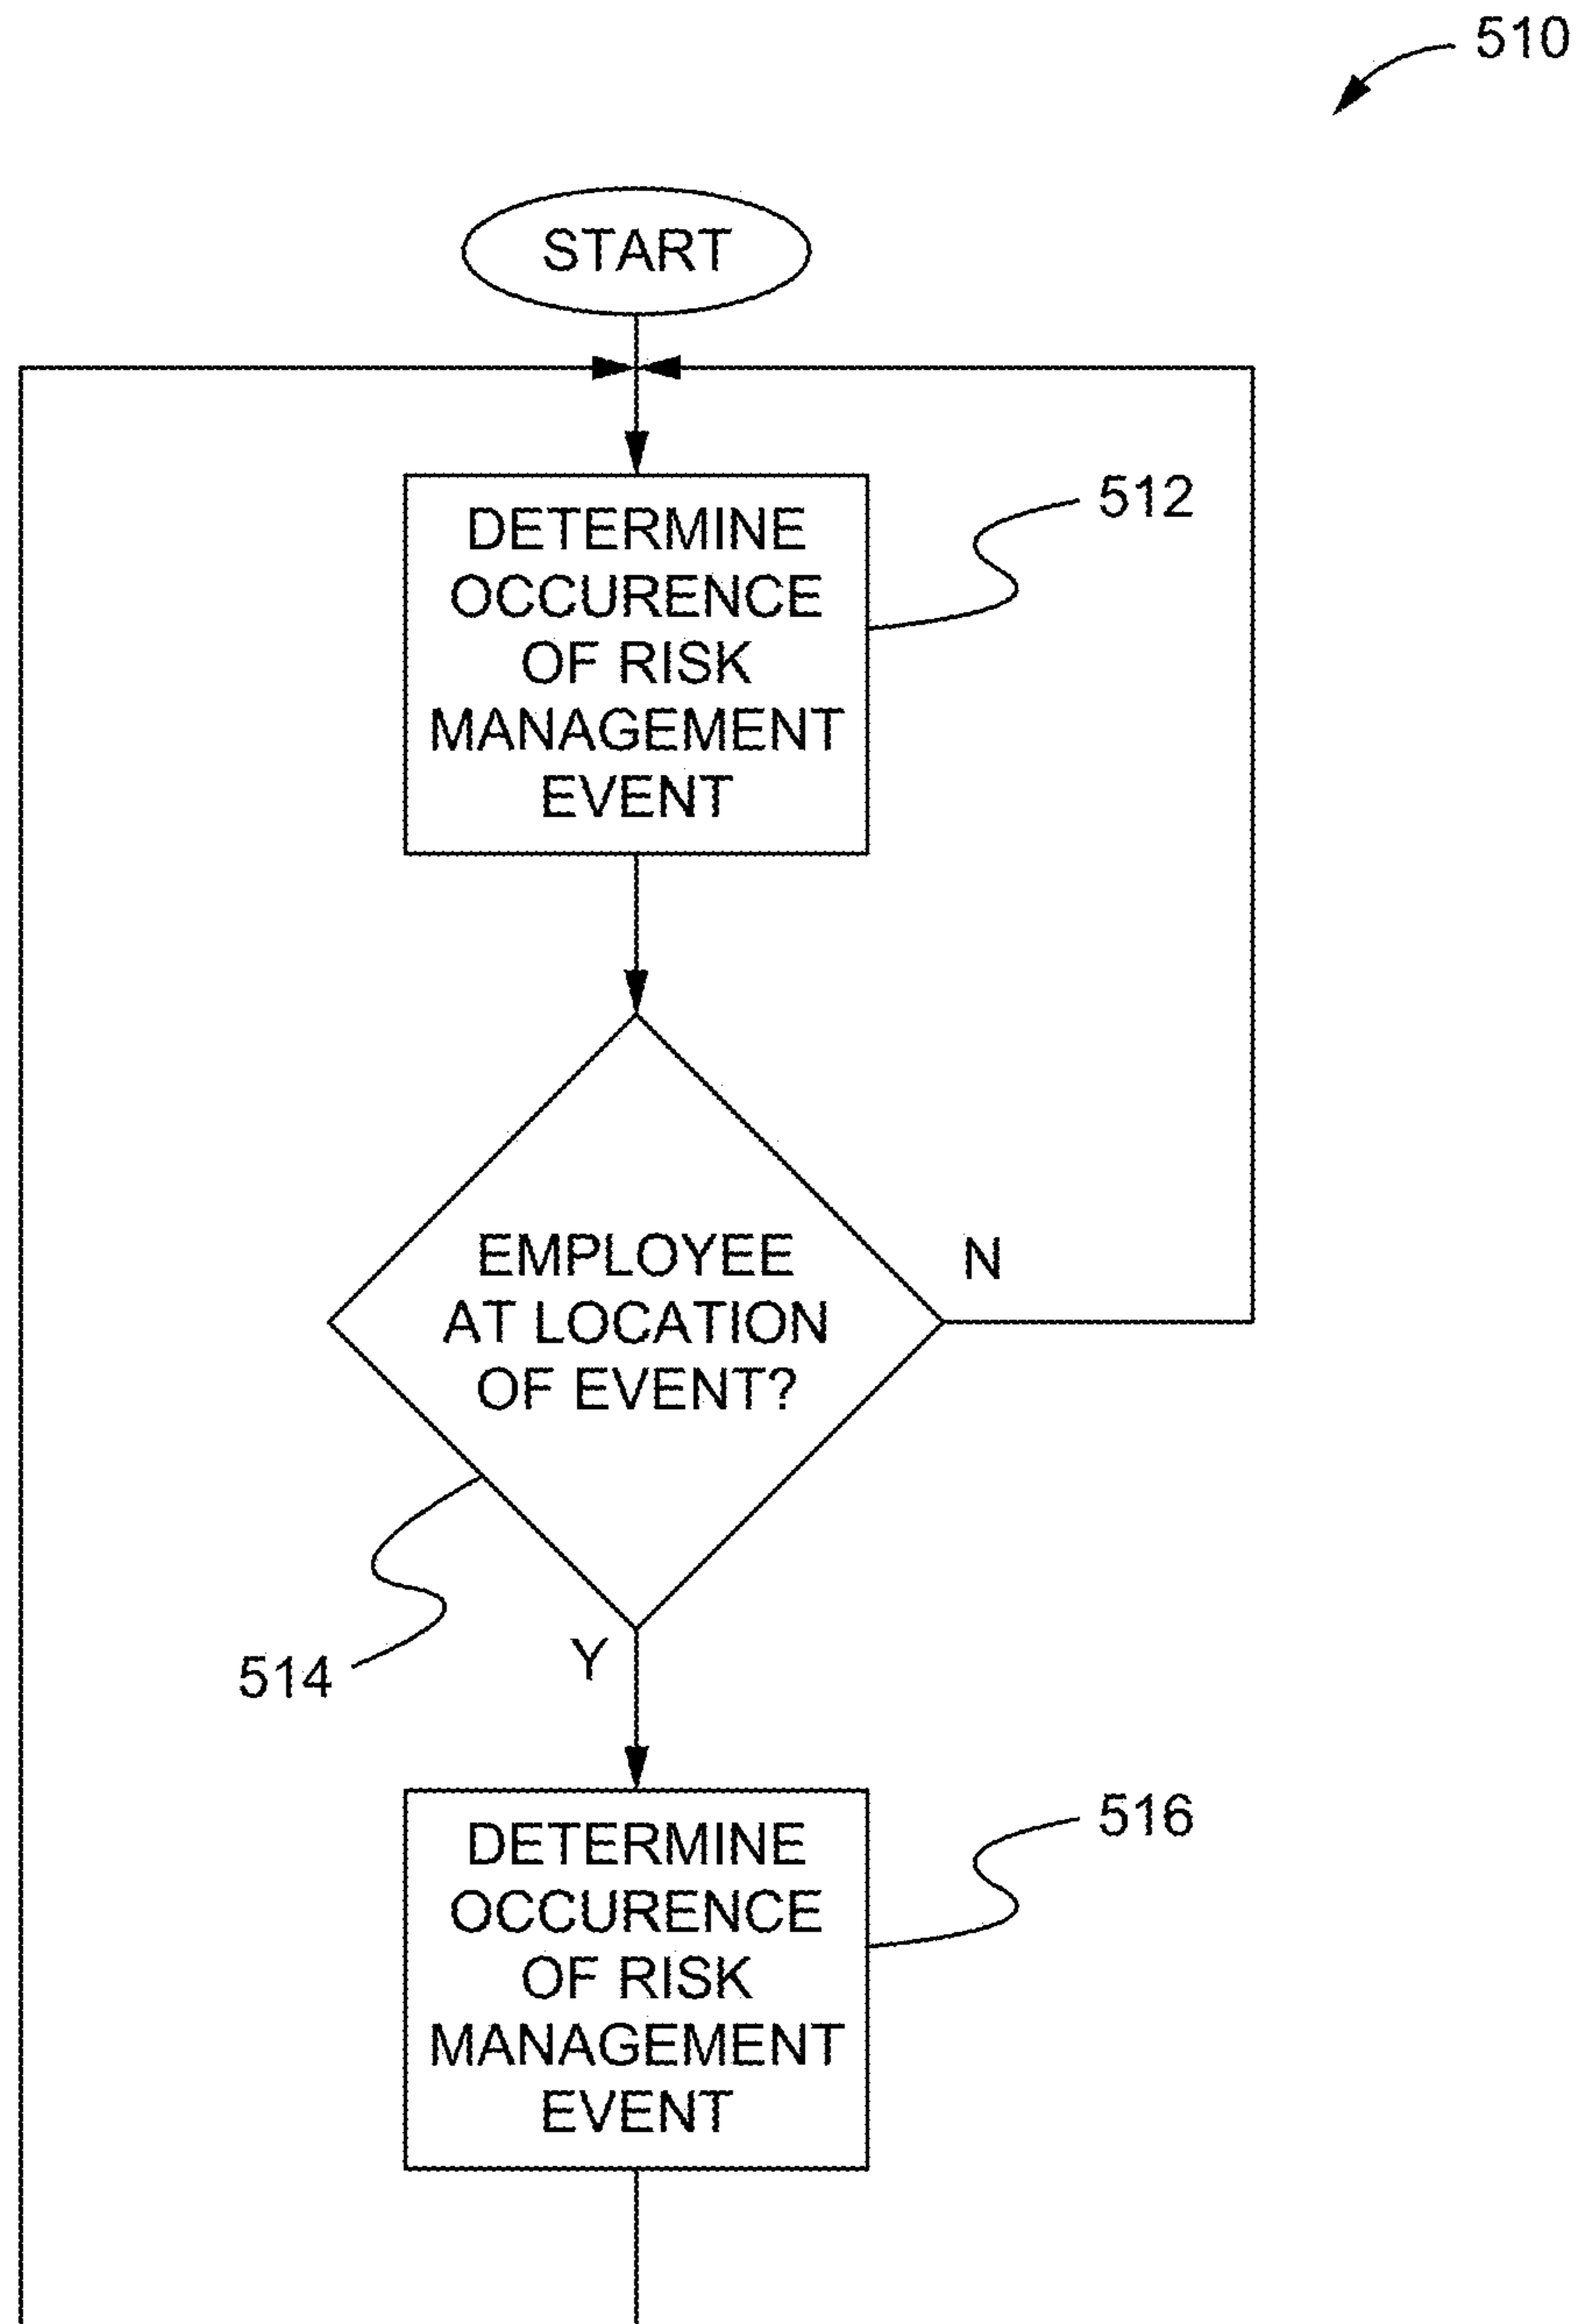 510
START
DETERMINE
OCCURENCE
OF RISK
MANAGEMENT
EVENT
512
EMPLOYEE
AT LOCATION
OF EVENT?
N
514
Y
DETERMINE
OCCURENCE
OF RISK
MANAGEMENT
EVENT
516